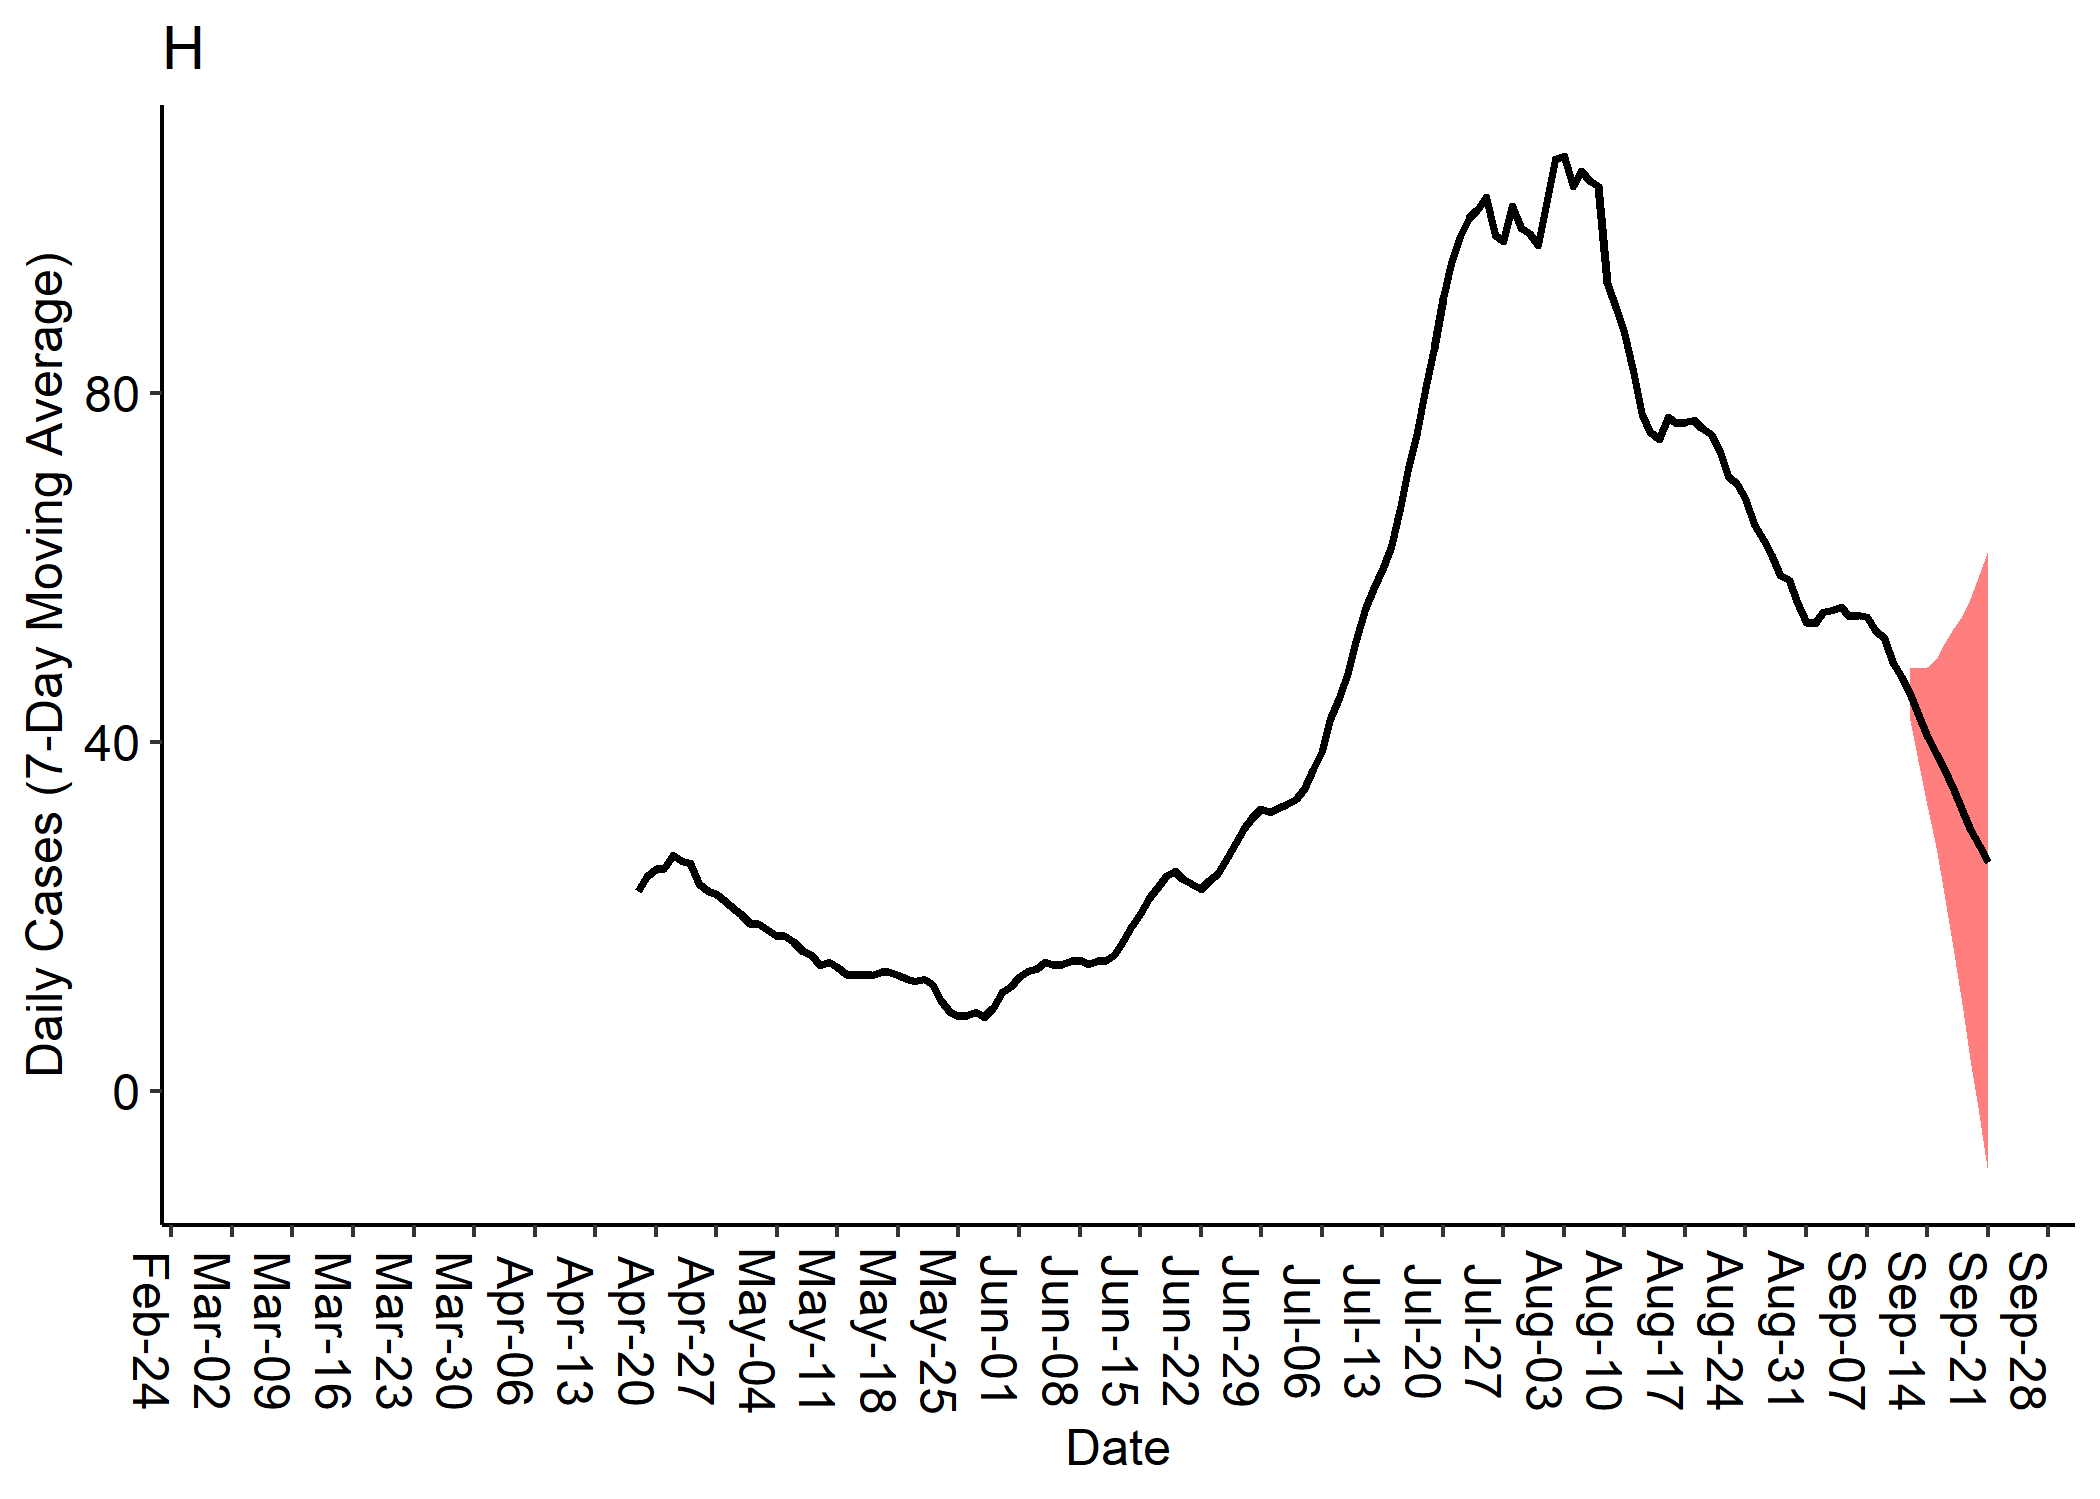 H
Daily Cases (7-Day Moving Average)
80
40
0
Feb-24
Mar-02
Mar-09
Mar-16
Mar-23
Mar-30
Apr-06
Apr-13
Apr-20
Apr-27
May-04
May-11
May-18
May-25
Jun-01
Jun-08
Jun-15
Jun-22
Jun-29
Jul-06
Jul-13
Jul-20
Jul-27
Aug-03
Aug-10
Aug-17
Aug-24
Aug-31
Sep-07
Sep-14
Sep-21
Sep-28
Date